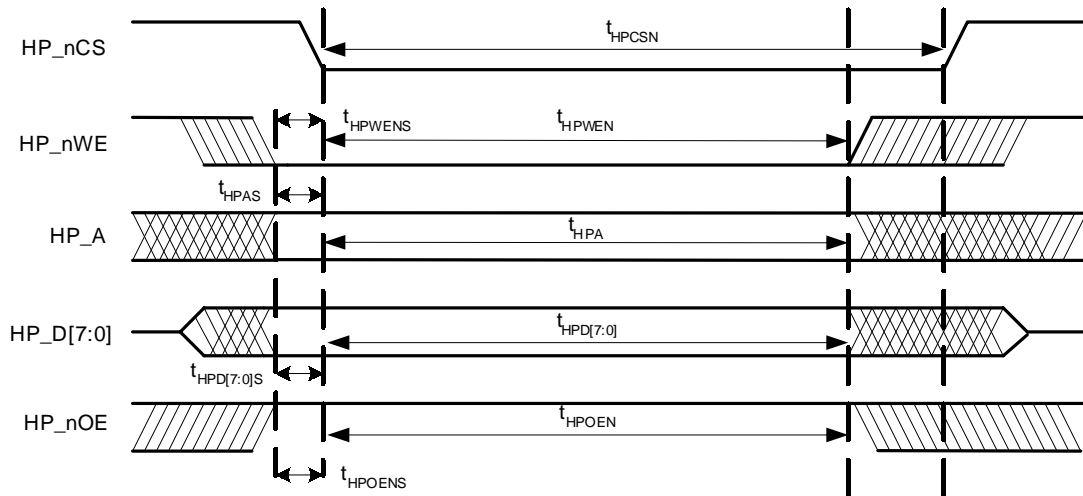 HP_nCS
tHPCSN
HP_nWE
tHPWENS
tHPWEN
tHPAS
HP_A
tHPA
HP_D[7:0]
tHPD[7:0]
tHPD[7:0]S
HP_nOE
tHPOEN
tHPOENS